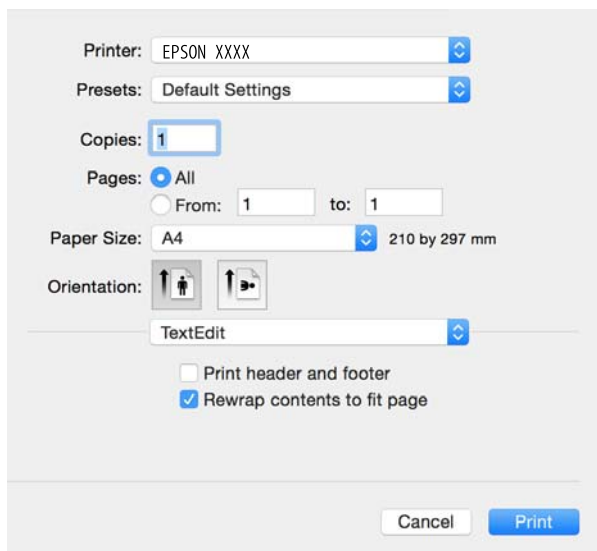 Printer: EPSON XXXX
Presets: Default Settings
Copies: 1
Pages: All
From: 1 to: 1
Paper Size: A4 210 by 297 mm
Orientation:
TextEdit
Print header and footer
Rewrap contents to fit page
Cancel Print